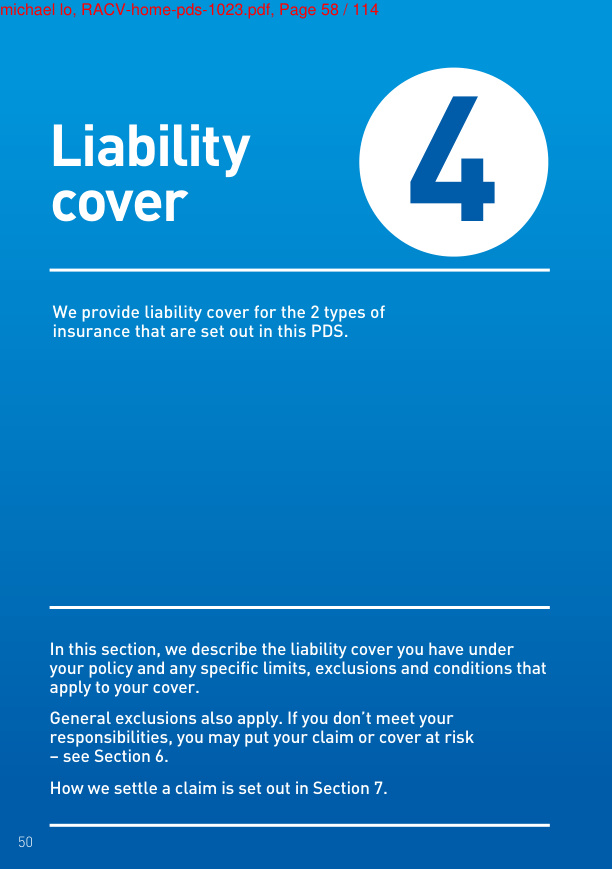 michael lo, RACV-home-pds-1023.pdf, Page 58 / 114
Liability
cover
4
We provide liability cover for the 2 types of
insurance that are set out in this PDS.
In this section, we describe the liability cover you have under
your policy and any specific limits, exclusions and conditions that
apply to your cover.
General exclusions also apply. If you don’t meet your
responsibilities, you may put your claim or cover at risk
– see Section 6.
How we settle a claim is set out in Section 7.
50